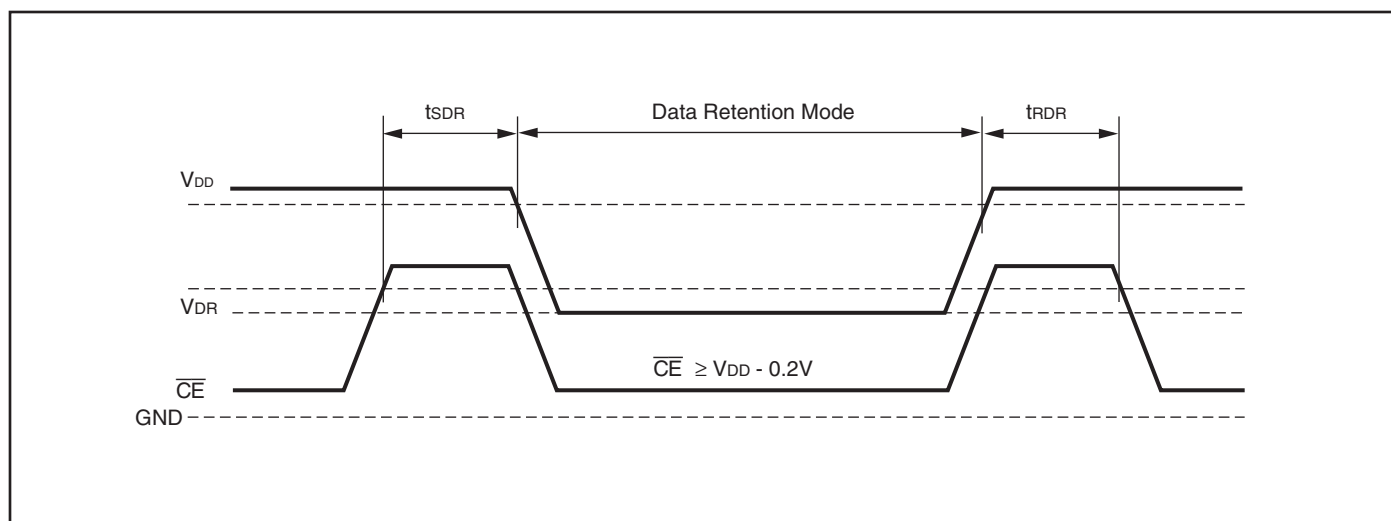 tSDR
Data Retention Mode
tRDR
VDD
VDR
CE ≥ VDD - 0.2V
CE
GND